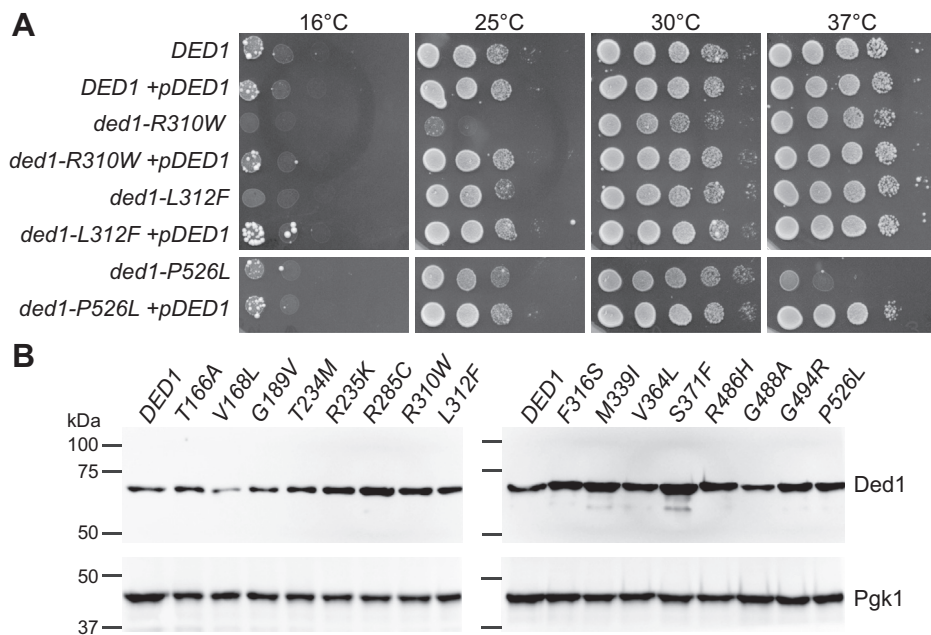 A
16°C 25°C 30°C 37°C
DED1
DED1 +pDED1
ded1-R310W
ded1-R310W +pDED1
ded1-L312F
ded1-L312F +pDED1
ded1-P526L
ded1-P526L +pDED1
B
DED1 T166A V168L G189V T234M R235K R285C R310W L312F
DED1 F316S M339I V364L S371F R486H G488A G494R P526L
kDa
100
75
50
Ded1
50
37
Pgk1